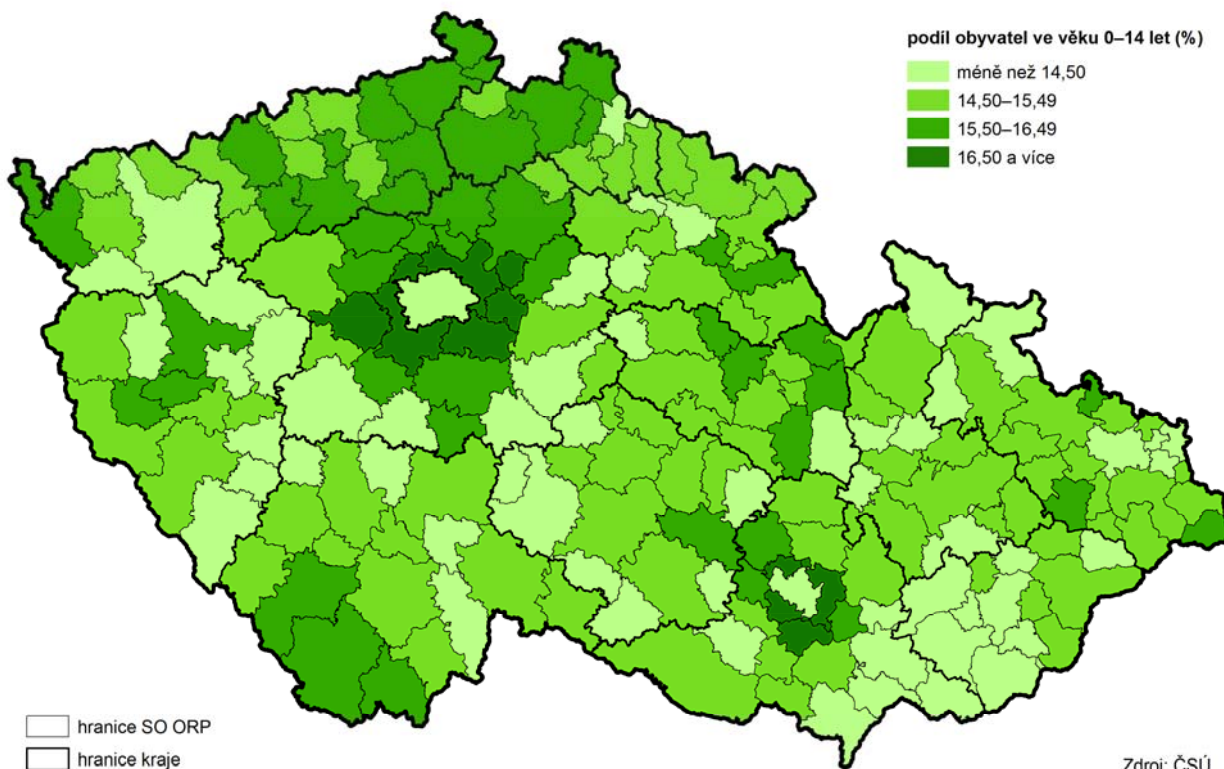 podíl obyvatel ve věku 0–14 let (%)
méně než 14,50
14,50–15,49
15,50–16,49
16,50 a více
hranice SO ORP
hranice kraje
Zdroj: ČSÚ